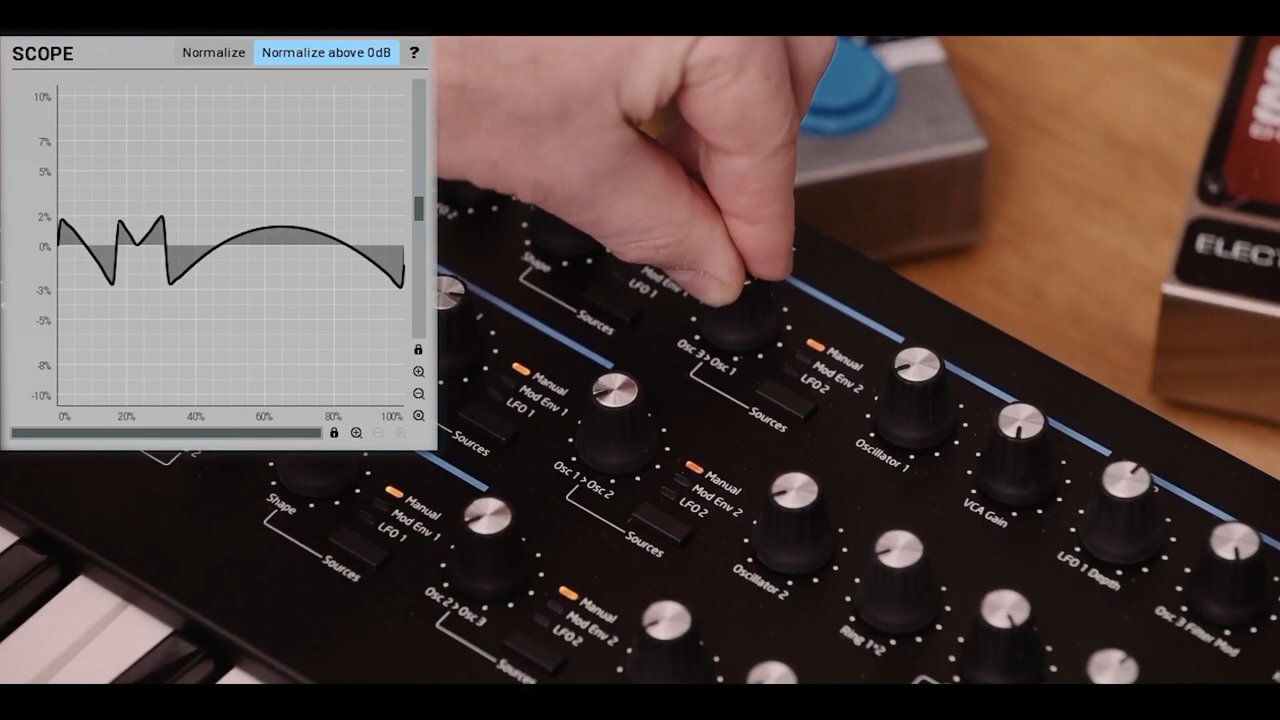 SCOPE
Normalize
Normalize above 0dB
?
10%
7%
5%
2%
0%
-3%
-5%
-8%
-10%
0%
20%
40%
60%
80%
100%
ELECT
Shape
LFO 1
Sources
Osc 3 > Osc 1
Manual
Mod Env 2
LFO 2
Sources
Manual
Mod Env 1
LFO 1
Sources
Oscillator 1
VCA Gain
LFO 1 Depth
Osc 3 Filter Mod
Osc 1 > Osc 2
Manual
Mod Env 2
LFO 2
Sources
Oscillator 2
Ring 1*2
Shape
Manual
Mod Env 1
LFO 1
Sources
Osc 2 > Osc 3
Manual
Mod Env 2
LFO 2
Sources